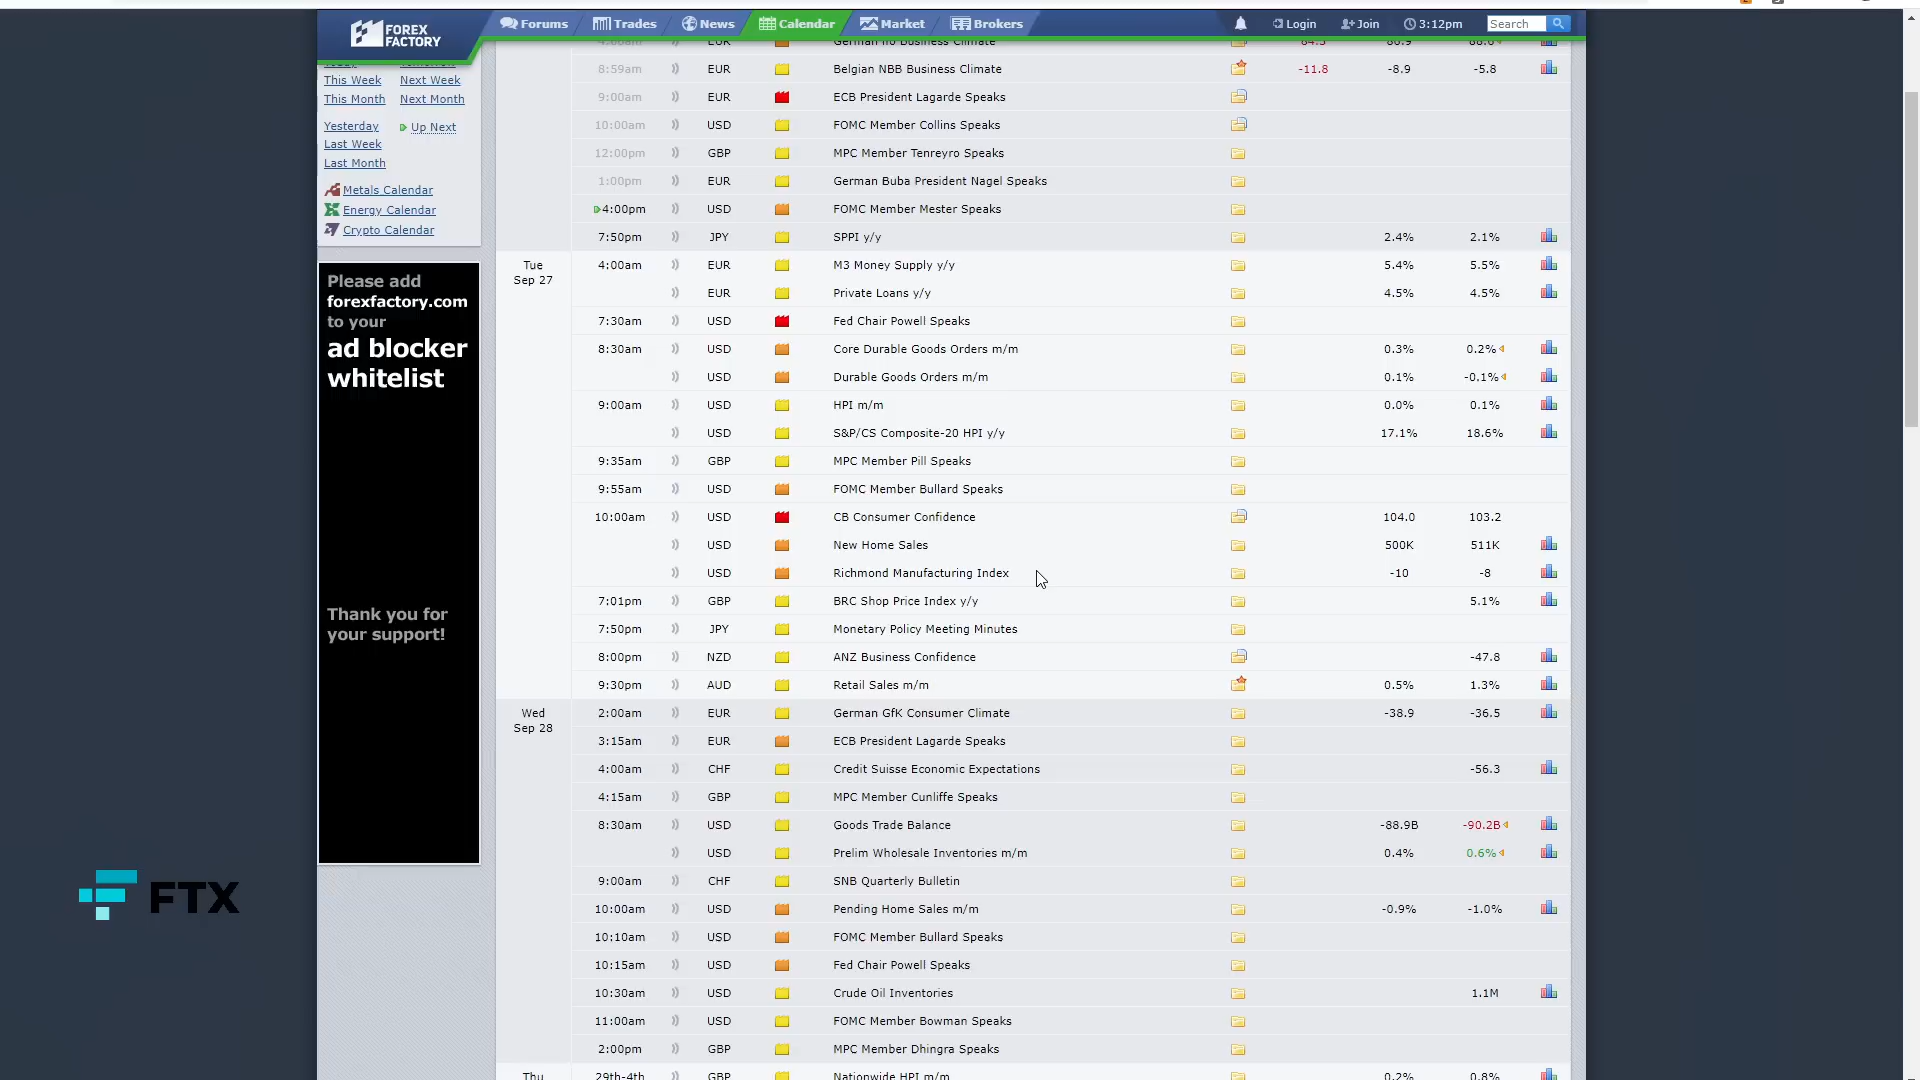 FOREX
FACTORY
Forums
Trades
News
Calendar
Market
Brokers
Login
Join
3:12pm
Search
This Week Next Week
This Month Next Month
Yesterday Up Next
Last Week
Last Month
Metals Calendar
Energy Calendar
Crypto Calendar
Please add
forexfactory.com
to your
ad blocker
whitelist
Thank you for
your support!
FTX
EUR German Ifo Business Climate 84.3
8:59am EUR Belgian NBB Business Climate -11.8 -8.9 -5.8
9:00am EUR ECB President Lagarde Speaks
10:00am USD FOMC Member Collins Speaks
12:00pm GBP MPC Member Tenreyro Speaks
1:00pm EUR German Buba President Nagel Speaks
4:00pm USD FOMC Member Mester Speaks
7:50pm JPY SPPI y/y 2.4% 2.1%
Tue
Sep 27
4:00am EUR M3 Money Supply y/y 5.4% 5.5%
EUR Private Loans y/y 4.5% 4.5%
7:30am USD Fed Chair Powell Speaks
8:30am USD Core Durable Goods Orders m/m 0.3% 0.2%
USD Durable Goods Orders m/m 0.1% -0.1%
9:00am USD HPI m/m 0.0% 0.1%
USD S&P/CS Composite-20 HPI y/y 17.1% 18.6%
9:35am GBP MPC Member Pill Speaks
9:55am USD FOMC Member Bullard Speaks
10:00am USD CB Consumer Confidence 104.0 103.2
USD New Home Sales 500K 511K
USD Richmond Manufacturing Index -10 -8
7:01pm GBP BRC Shop Price Index y/y 5.1%
7:50pm JPY Monetary Policy Meeting Minutes
8:00pm NZD ANZ Business Confidence -47.8
9:30pm AUD Retail Sales m/m 0.5% 1.3%
Wed
Sep 28
2:00am EUR German GfK Consumer Climate -38.9 -36.5
3:15am EUR ECB President Lagarde Speaks
4:00am CHF Credit Suisse Economic Expectations -56.3
4:15am GBP MPC Member Cunliffe Speaks
8:30am USD Goods Trade Balance -88.9B -90.2B
USD Prelim Wholesale Inventories m/m 0.4% 0.6%
9:00am CHF SNB Quarterly Bulletin
10:00am USD Pending Home Sales m/m -0.9% -1.0%
10:10am USD FOMC Member Bullard Speaks
10:15am USD Fed Chair Powell Speaks
10:30am USD Crude Oil Inventories 1.1M
11:00am USD FOMC Member Bowman Speaks
2:00pm GBP MPC Member Dhingra Speaks
Thu 29th-4th GBP Nationwide HPI m/m 0.2% 0.8%